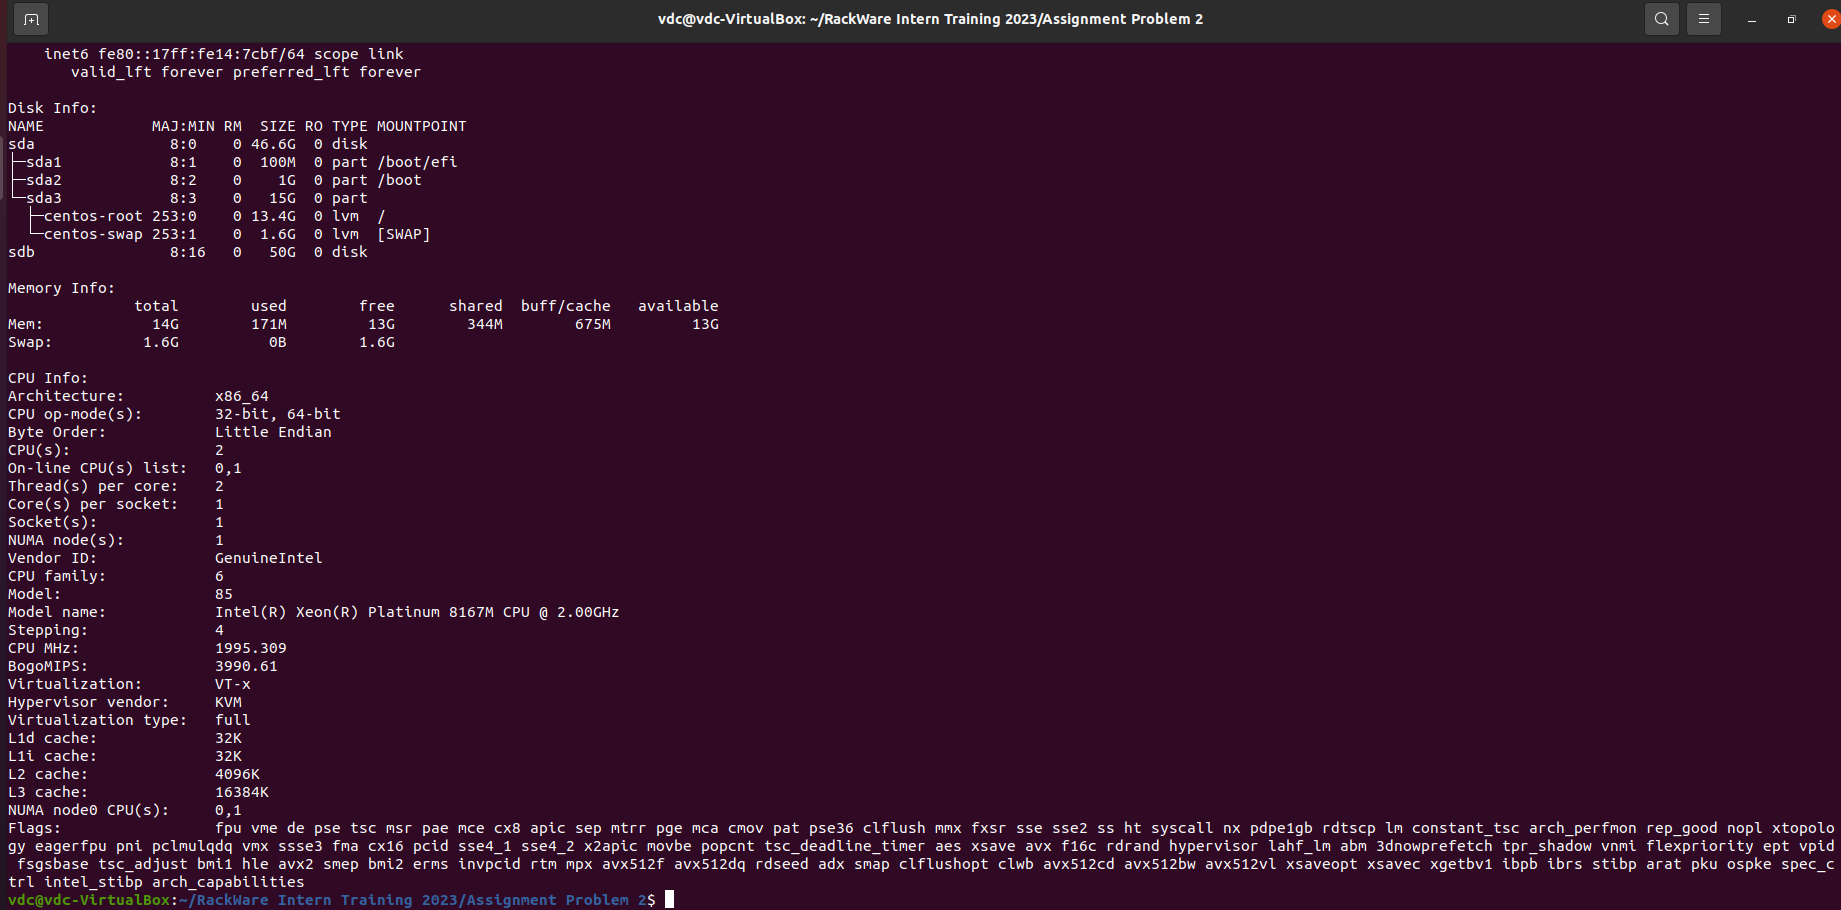 vdc@vdc-VirtualBox: ~/RackWare Intern Training 2023/Assignment Problem 2
    inet6 fe80::17ff:fe14:7cbf/64 scope link
       valid_lft forever preferred_lft forever
Disk Info:
NAME            MAJ:MIN RM  SIZE RO TYPE MOUNTPOINT
sda               8:0    0 46.6G  0 disk
├─sda1            8:1    0  100M  0 part /boot/efi
├─sda2            8:2    0    1G  0 part /boot
└─sda3            8:3    0   15G  0 part
  ├─centos-root 253:0    0 13.4G  0 lvm  /
  └─centos-swap 253:1    0  1.6G  0 lvm  [SWAP]
sdb               8:16   0   50G  0 disk
Memory Info:
              total        used        free      shared  buff/cache   available
Mem:            14G        171M         13G        344M        675M         13G
Swap:          1.6G          0B        1.6G
CPU Info:
Architecture:          x86_64
CPU op-mode(s):        32-bit, 64-bit
Byte Order:            Little Endian
CPU(s):                2
On-line CPU(s) list:   0,1
Thread(s) per core:    2
Core(s) per socket:    1
Socket(s):             1
NUMA node(s):          1
Vendor ID:             GenuineIntel
CPU family:            6
Model:                 85
Model name:            Intel(R) Xeon(R) Platinum 8167M CPU @ 2.00GHz
Stepping:              4
CPU MHz:               1995.309
BogoMIPS:              3990.61
Virtualization:        VT-x
Hypervisor vendor:     KVM
Virtualization type:   full
L1d cache:             32K
L1i cache:             32K
L2 cache:              4096K
L3 cache:              16384K
NUMA node0 CPU(s):     0,1
Flags:                 fpu vme de pse tsc msr pae mce cx8 apic sep mtrr pge mca cmov pat pse36 clflush mmx fxsr sse sse2 ss ht syscall nx pdpe1gb rdtscp lm constant_tsc arch_perfmon rep_good nopl xtopolo
gy eagerfpu pni pclmulqdq vmx ssse3 fma cx16 pcid sse4_1 sse4_2 x2apic movbe popcnt tsc_deadline_timer aes xsave avx f16c rdrand hypervisor lahf_lm abm 3dnowprefetch tpr_shadow vnmi flexpriority ept vpid
 fsgsbase tsc_adjust bmi1 hle avx2 smep bmi2 erms invpcid rtm mpx avx512f avx512dq rdseed adx smap clflushopt clwb avx512cd avx512bw avx512vl xsaveopt xsavec xgetbv1 ibpb ibrs stibp arat pku ospke spec_c
trl intel_stibp arch_capabilities
vdc@vdc-VirtualBox:~/RackWare Intern Training 2023/Assignment Problem 2$